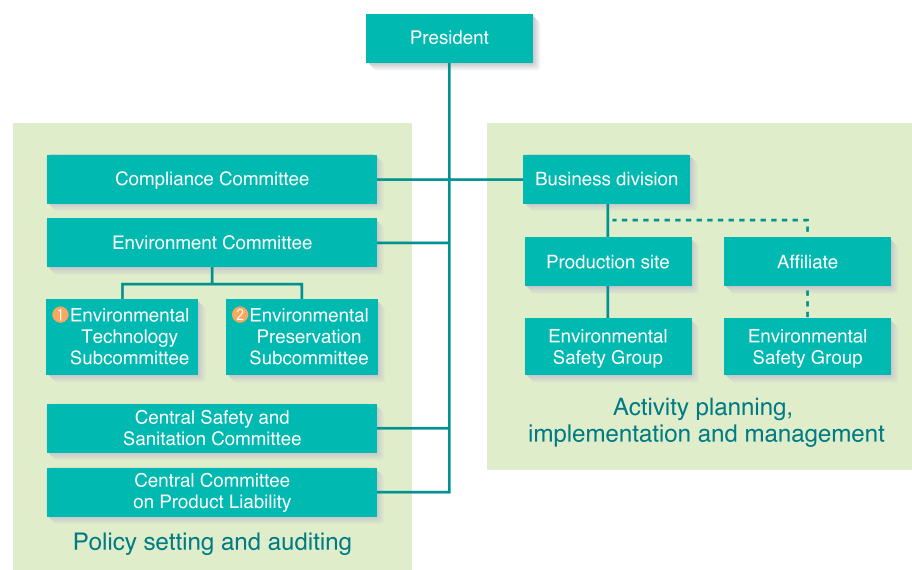 President
Compliance Committee
Environment Committee
1 Environmental
Technology
Subcommittee
2 Environmental
Preservation
Subcommittee
Central Safety and
Sanitation Committee
Central Committee
on Product Liability
Policy setting and auditing
Business division
Production site
Affiliate
Environmental
Safety Group
Environmental
Safety Group
Activity planning,
implementation and management